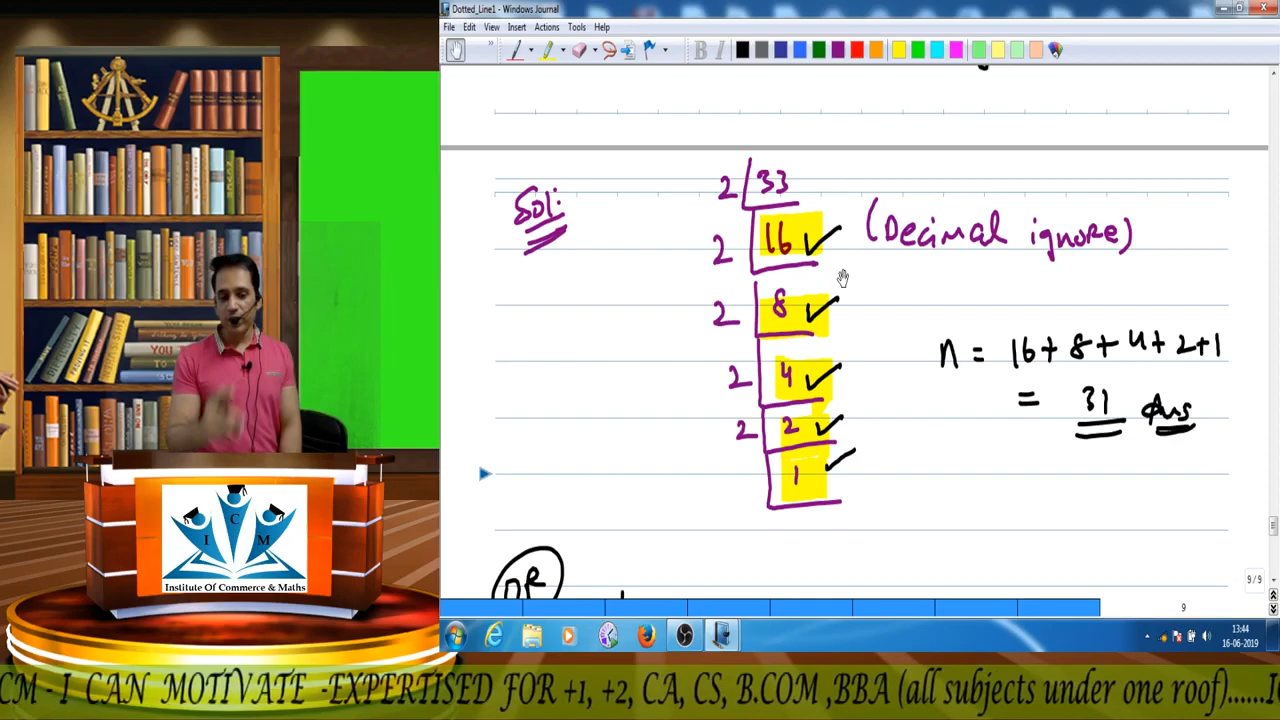 Dotted_Line1 - Windows Journal
File Edit View Insert Actions Tools Help
B I
Sol:
2 33
2 16 (Decimal ignore)
2 8
2 4
2 2
1
n = 16+ 8+ 4+ 2+1
= 31 Ans
OR
9/9
9
I C M
Institute Of Commerce & Maths
13:44
16-06-2019
CM - I CAN MOTIVATE -EXPERTISED FOR +1, +2, CA, CS, B.COM ,BBA (all subjects under one roof)......I